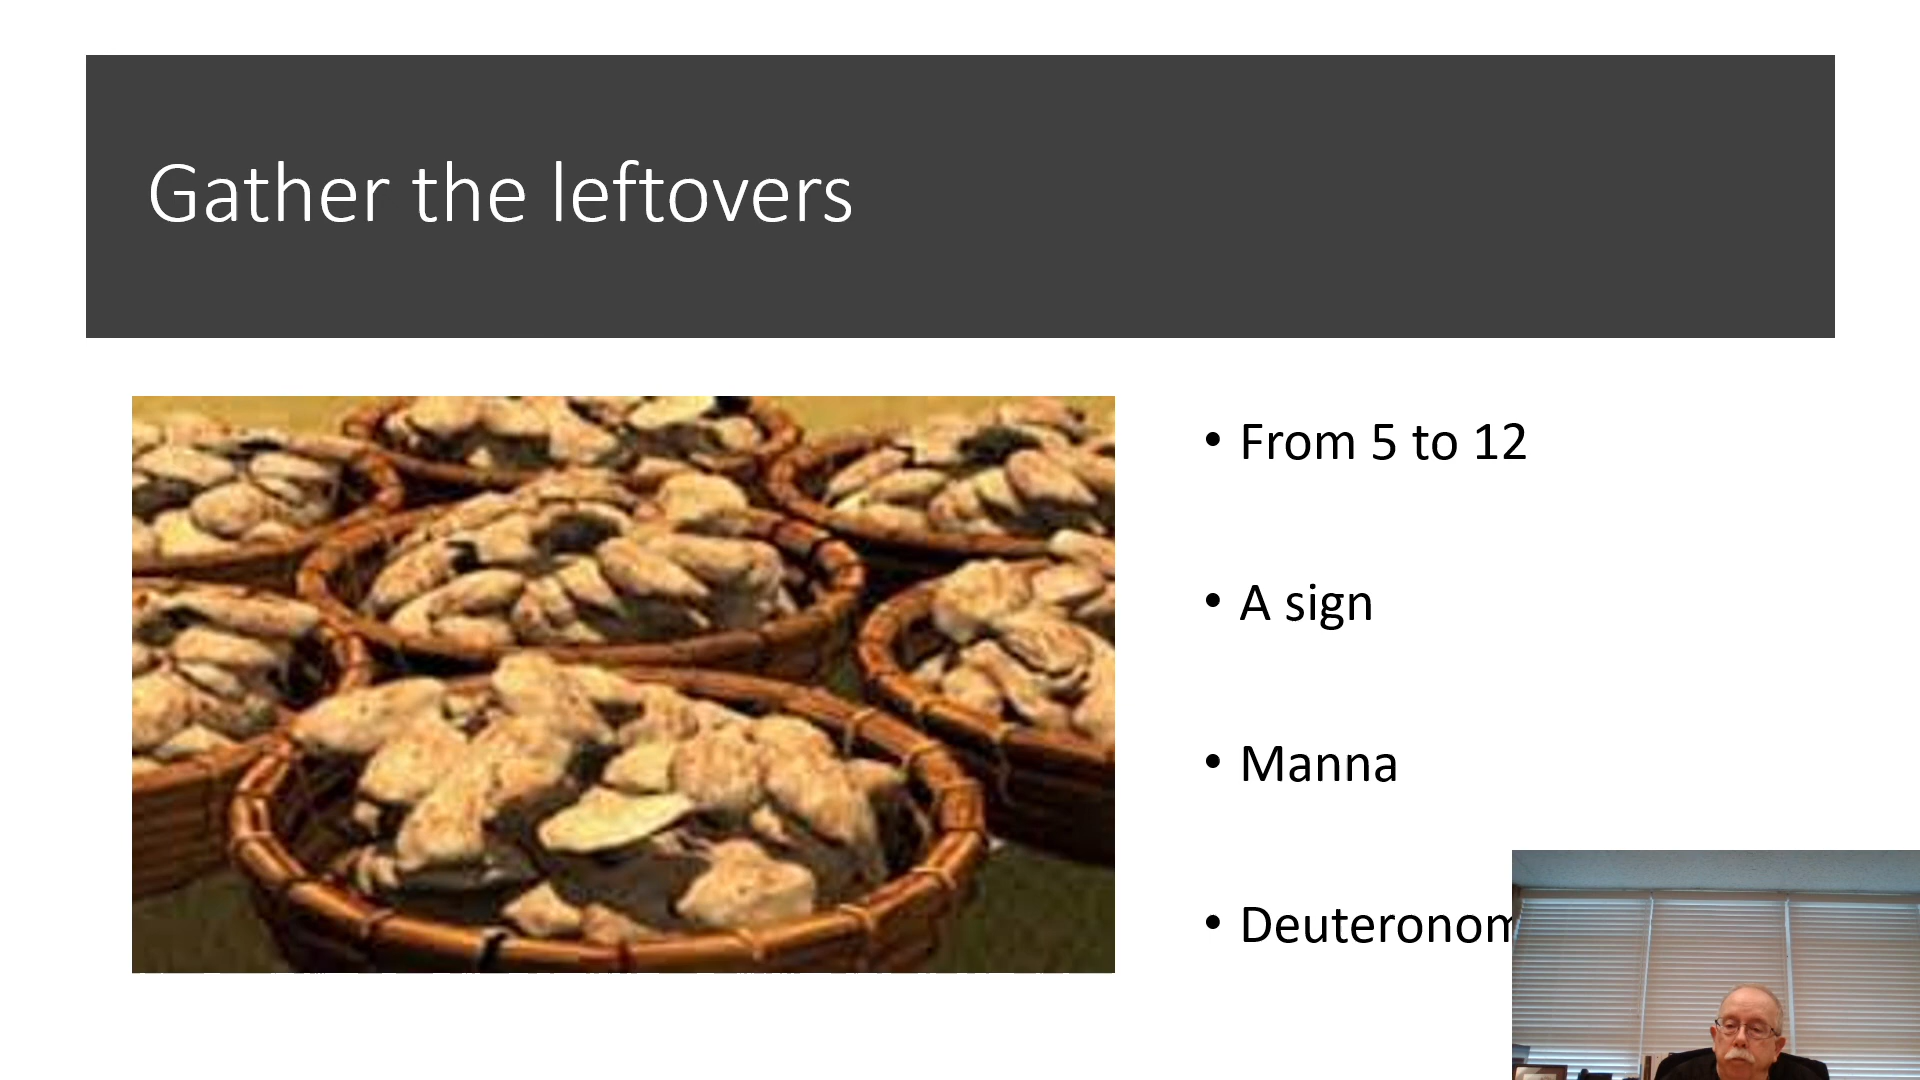 Gather the leftovers
• From 5 to 12
• A sign
• Manna